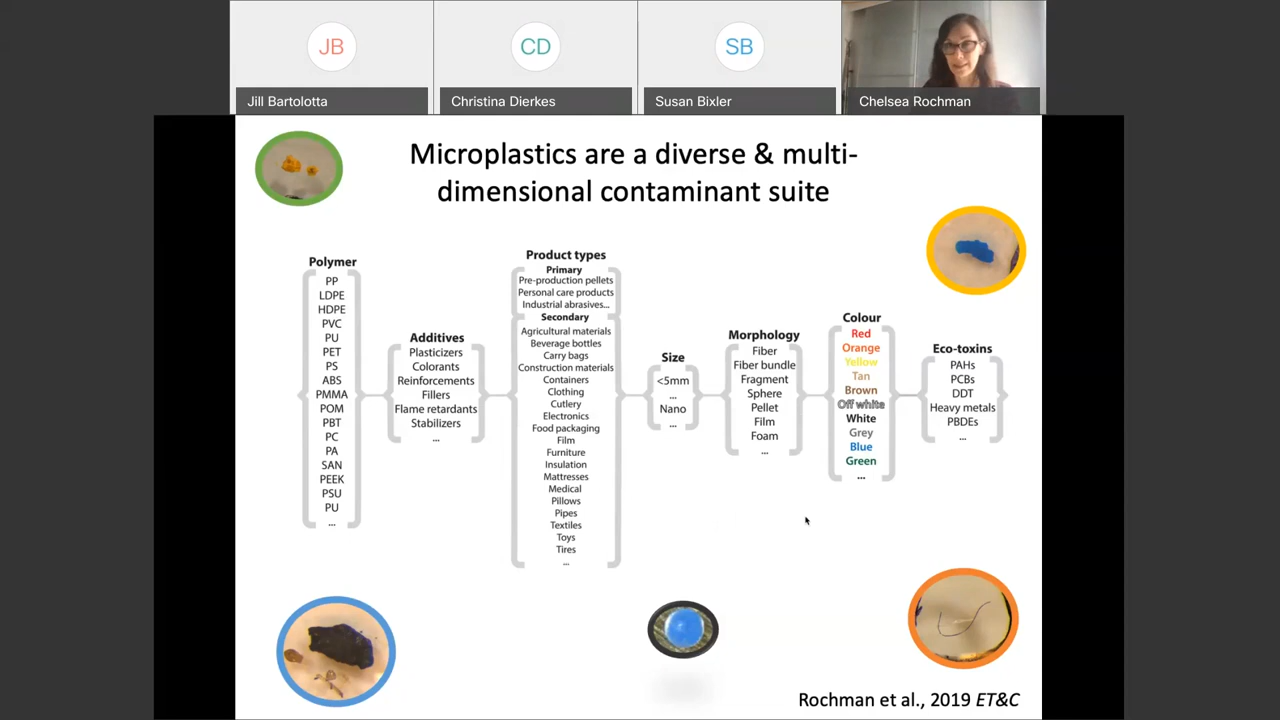 JB
Jill Bartolotta
CD
Christina Dierkes
SB
Susan Bixler
Chelsea Rochman
Microplastics are a diverse & multi-
dimensional contaminant suite
Polymer
PP
LDPE
HDPE
PVC
PU
PET
PS
ABS
PMMA
POM
PBT
PC
PA
SAN
PEEK
PSU
PU
...
Additives
Plasticizers
Colorants
Reinforcements
Fillers
Flame retardants
Stabilizers
...
Product types
Primary
Pre-production pellets
Personal care products
Industrial abrasives...
Secondary
Agricultural materials
Beverage bottles
Carry bags
Construction materials
Containers
Clothing
Cutlery
Electronics
Food packaging
Film
Furniture
Insulation
Mattresses
Medical
Pillows
Pipes
Textiles
Toys
Tires
...
Size
<5mm
...
Nano
...
Morphology
Fiber
Fiber bundle
Fragment
Sphere
Pellet
Film
Foam
...
Colour
Red
Orange
Yellow
Tan
Brown
Off white
White
Grey
Blue
Green
...
Eco-toxins
PAHs
PCBs
DDT
Heavy metals
PBDEs
...
Rochman et al., 2019 ET&C